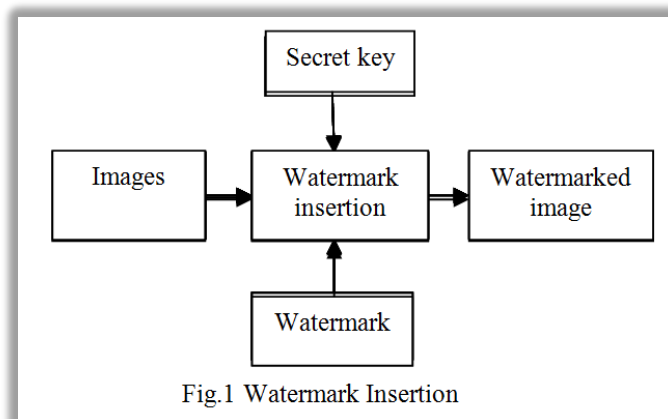 Secret key
Images
Watermark
insertion
Watermarked
image
Watermark
Fig.1 Watermark Insertion